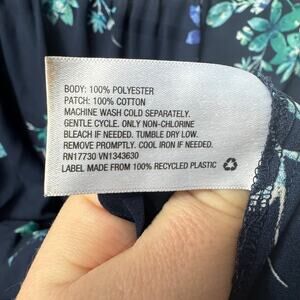 BODY: 100% POLYESTER
PATCH: 100% COTTON
MACHINE WASH COLD SEPARATELY.
GENTLE CYCLE. ONLY NON-CHLORINE
BLEACH IF NEEDED. TUMBLE DRY LOW.
REMOVE PROMPTLY. COOL IRON IF NEEDED.
RN17730 VN1343630
LABEL MADE FROM 100% RECYCLED PLASTIC